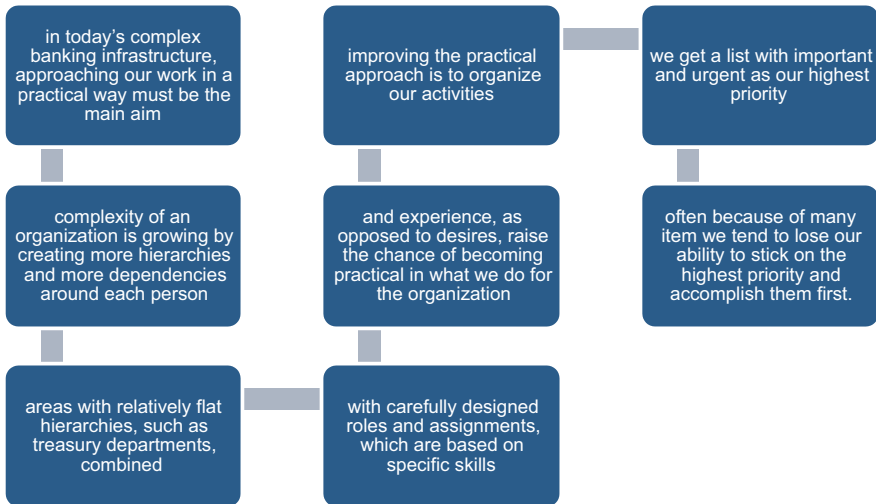 in today's complex
banking infrastructure,
approaching our work in a
practical way must be the
main aim
complexity of an
organization is growing by
creating more hierarchies
and more dependencies
around each person
areas with relatively flat
hierarchies, such as
treasury departments,
combined
with carefully designed
roles and assignments,
which are based on
specific skills
and experience, as
opposed to desires, raise
the chance of becoming
practical in what we do for
the organization
improving the practical
approach is to organize
our activities
we get a list with important
and urgent as our highest
priority
often because of many
item we tend to lose our
ability to stick on the
highest priority and
accomplish them first.